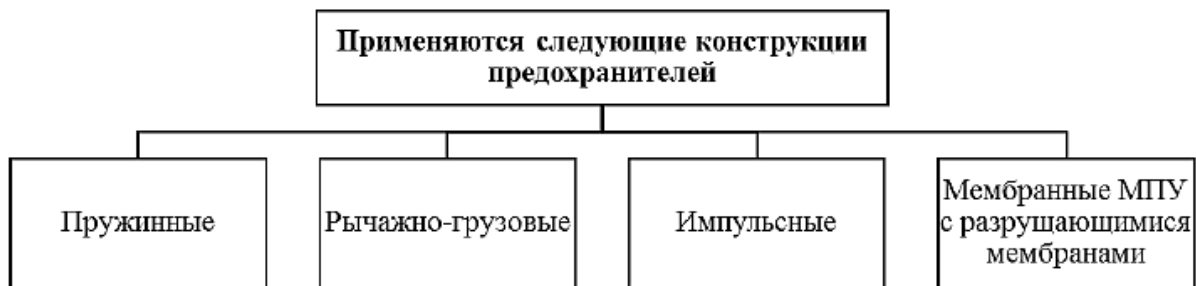 Применяются следующие конструкции
предохранителей
Пружинные
Рычажно-грузовые
Импульсные
Мембранные МПУ
с разрушающимися
мембранами